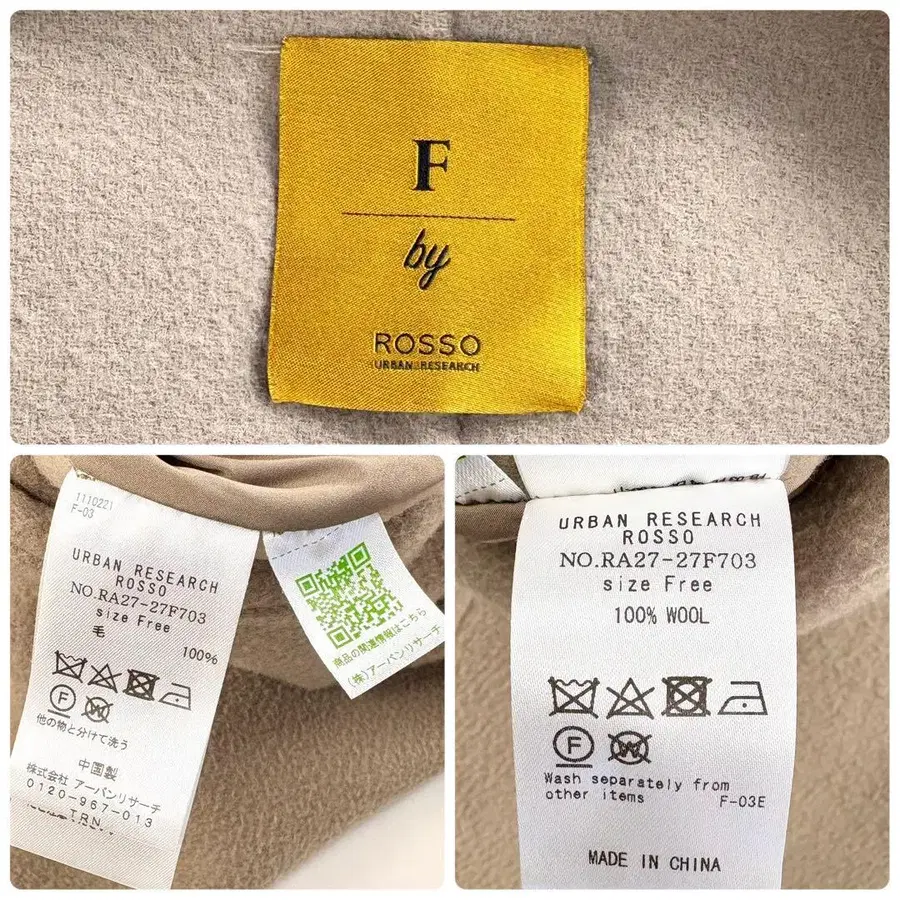 F
by
ROSSO
URBAN RESEARCH
1110221
F-03
URBAN RESEARCH
ROSSO
NO.RA27-27F703
size Free
毛
100%
F
W
他の物と分けて洗う
中国製
株式会社 アーバンリサーチ
0120-967-013
TRN
商品の関連情報はこちら
(株)アーバンリサーチ
URBAN RESEARCH
ROSSO
NO.RA27-27F703
size Free
100% WOOL
F
W
Wash separately from
other items
F-03E
MADE IN CHINA